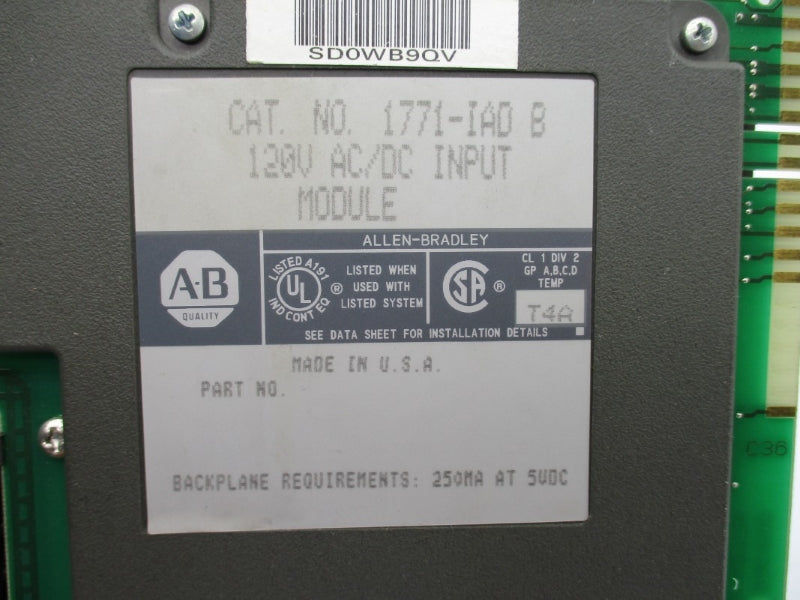 SD0WB9QV
CAT. NO. 1771-IAD B
120V AC/DC INPUT
MODULE
ALLEN-BRADLEY
A-B
QUALITY
LISTED A191
UL
IND CONT EQ
®
LISTED WHEN
USED WITH
LISTED SYSTEM
SA
®
CL 1 DIV 2
GP A,B,C,D
TEMP
T4A
SEE DATA SHEET FOR INSTALLATION DETAILS
MADE IN U.S.A.
PART NO.
BACKPLANE REQUIREMENTS: 250MA AT 5VDC
C36